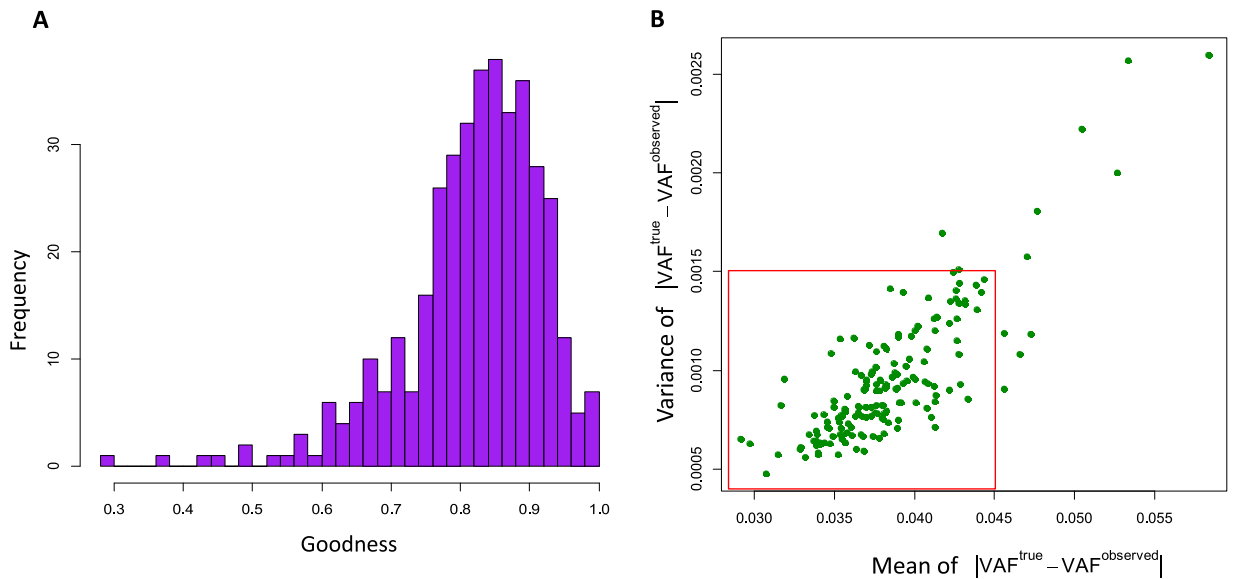 A
Frequency
0
10
20
30
0.3 0.4 0.5 0.6 0.7 0.8 0.9 1.0
Goodness
B
Variance of |VAF^true − VAF^observed|
0.0005 0.0010 0.0015 0.0020 0.0025
0.030 0.035 0.040 0.045 0.050 0.055
Mean of |VAF^true − VAF^observed|